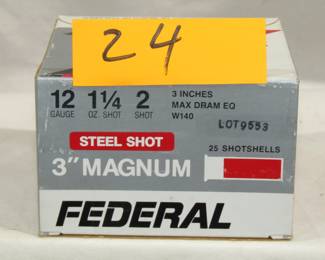 24
12 1¼ 2 3 INCHES
GAUGE OZ. SHOT SHOT MAX DRAM EQ
W140
LOT9553
STEEL SHOT 25 SHOTSHELLS
3" MAGNUM
FEDERAL